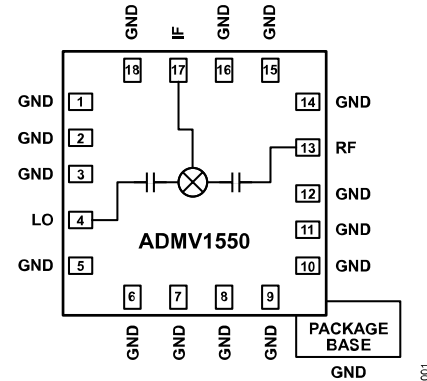 GND
IF
GND
GND
18
17
16
15
GND 1
14 GND
GND 2
13 RF
GND 3
12 GND
LO 4
11 GND
ADMV1550
GND 5
10 GND
6
7
8
9
GND
GND
GND
GND
PACKAGE
BASE
GND
001